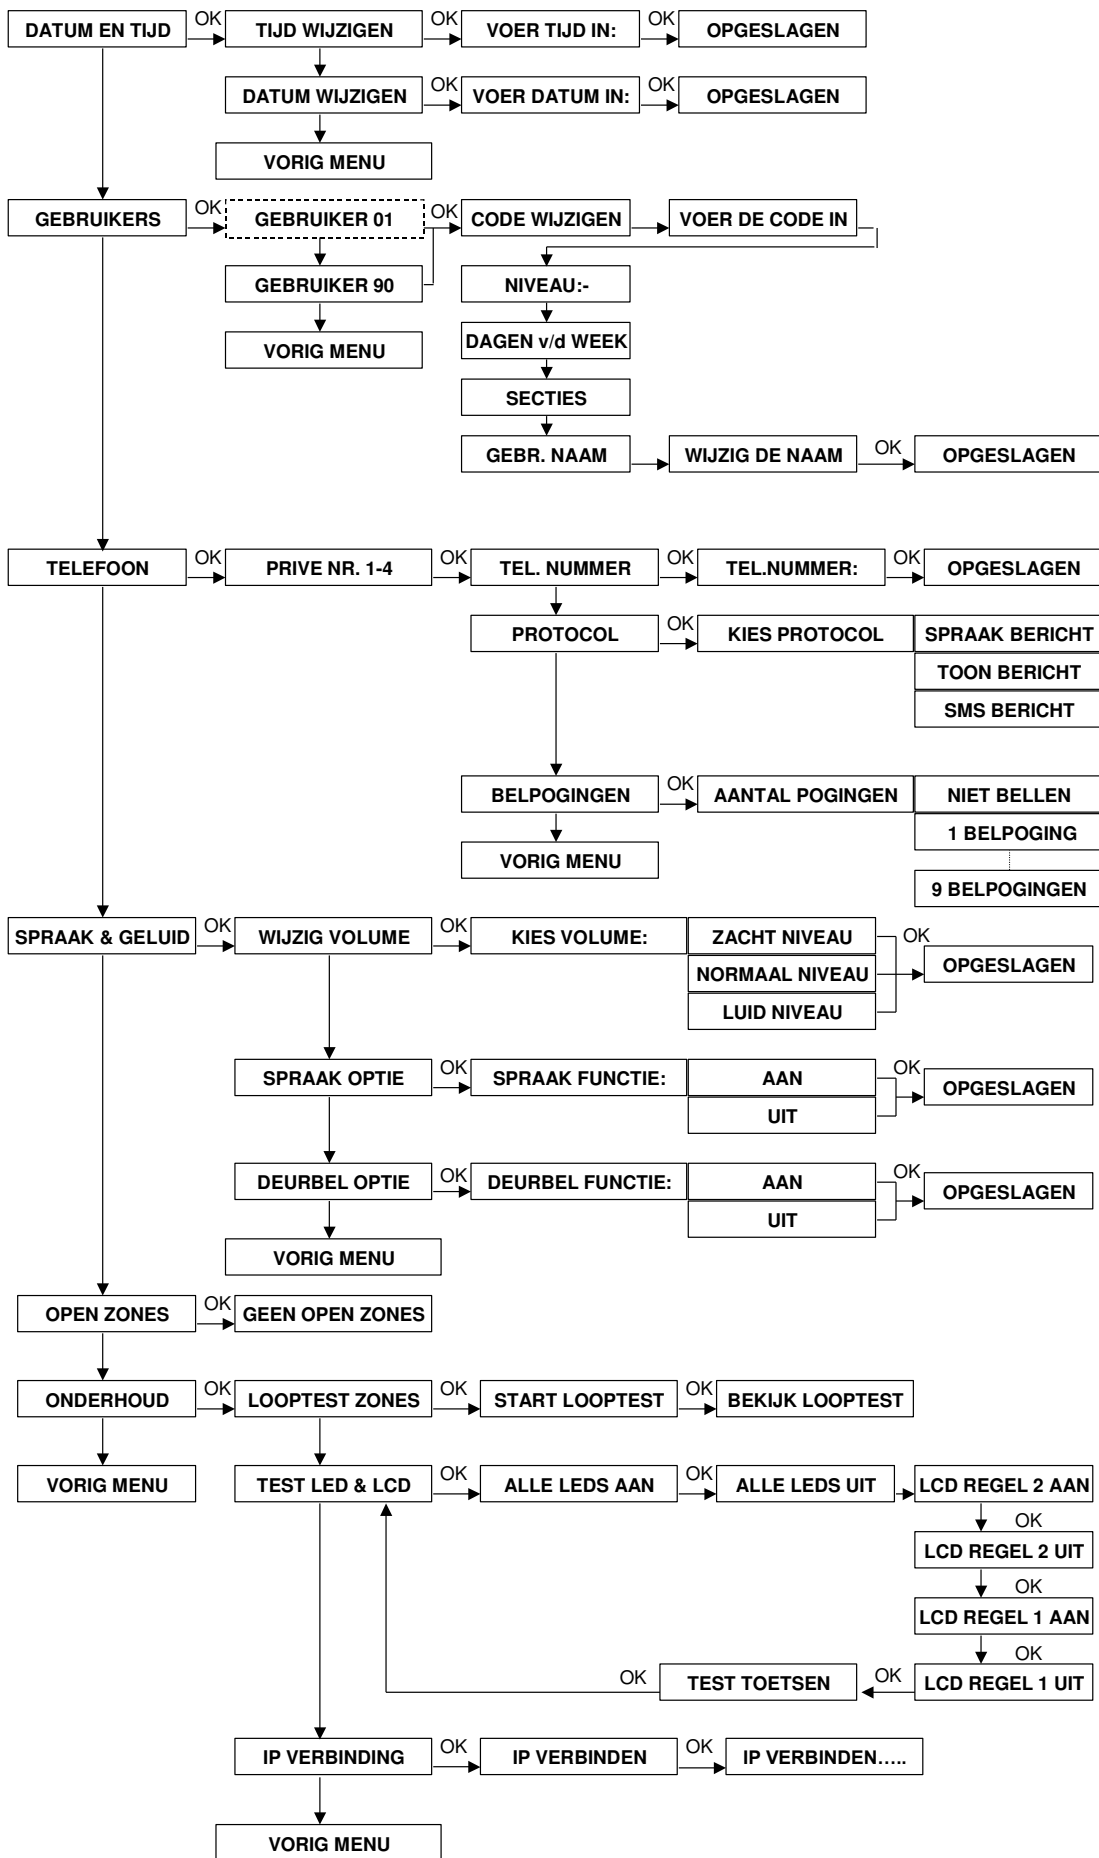 DATUM EN TIJD OK TIJD WIJZIGEN OK VOER TIJD IN: OK OPGESLAGEN
DATUM WIJZIGEN OK VOER DATUM IN: OK OPGESLAGEN
VORIG MENU
GEBRUIKERS OK GEBRUIKER 01 OK CODE WIJZIGEN VOER DE CODE IN
GEBRUIKER 90 NIVEAU:-
VORIG MENU DAGEN v/d WEEK
SECTIES
GEBR. NAAM WIJZIG DE NAAM OK OPGESLAGEN
TELEFOON OK PRIVE NR. 1-4 OK TEL. NUMMER OK TEL.NUMMER: OK OPGESLAGEN
PROTOCOL OK KIES PROTOCOL SPRAAK BERICHT
TOON BERICHT
SMS BERICHT
BELPOGINGEN OK AANTAL POGINGEN NIET BELLEN
1 BELPOGING
VORIG MENU
9 BELPOGINGEN
SPRAAK & GELUID OK WIJZIG VOLUME OK KIES VOLUME: ZACHT NIVEAU OK
NORMAAL NIVEAU OPGESLAGEN
LUID NIVEAU
SPRAAK OPTIE OK SPRAAK FUNCTIE: AAN OK OPGESLAGEN
UIT
DEURBEL OPTIE OK DEURBEL FUNCTIE: AAN OK OPGESLAGEN
UIT
VORIG MENU
OPEN ZONES OK GEEN OPEN ZONES
ONDERHOUD OK LOOPTEST ZONES OK START LOOPTEST OK BEKIJK LOOPTEST
VORIG MENU TEST LED & LCD OK ALLE LEDS AAN OK ALLE LEDS UIT LCD REGEL 2 AAN
OK
LCD REGEL 2 UIT
OK
LCD REGEL 1 AAN
OK
OK TEST TOETSEN OK LCD REGEL 1 UIT
IP VERBINDING OK IP VERBINDEN OK IP VERBINDEN.....
VORIG MENU